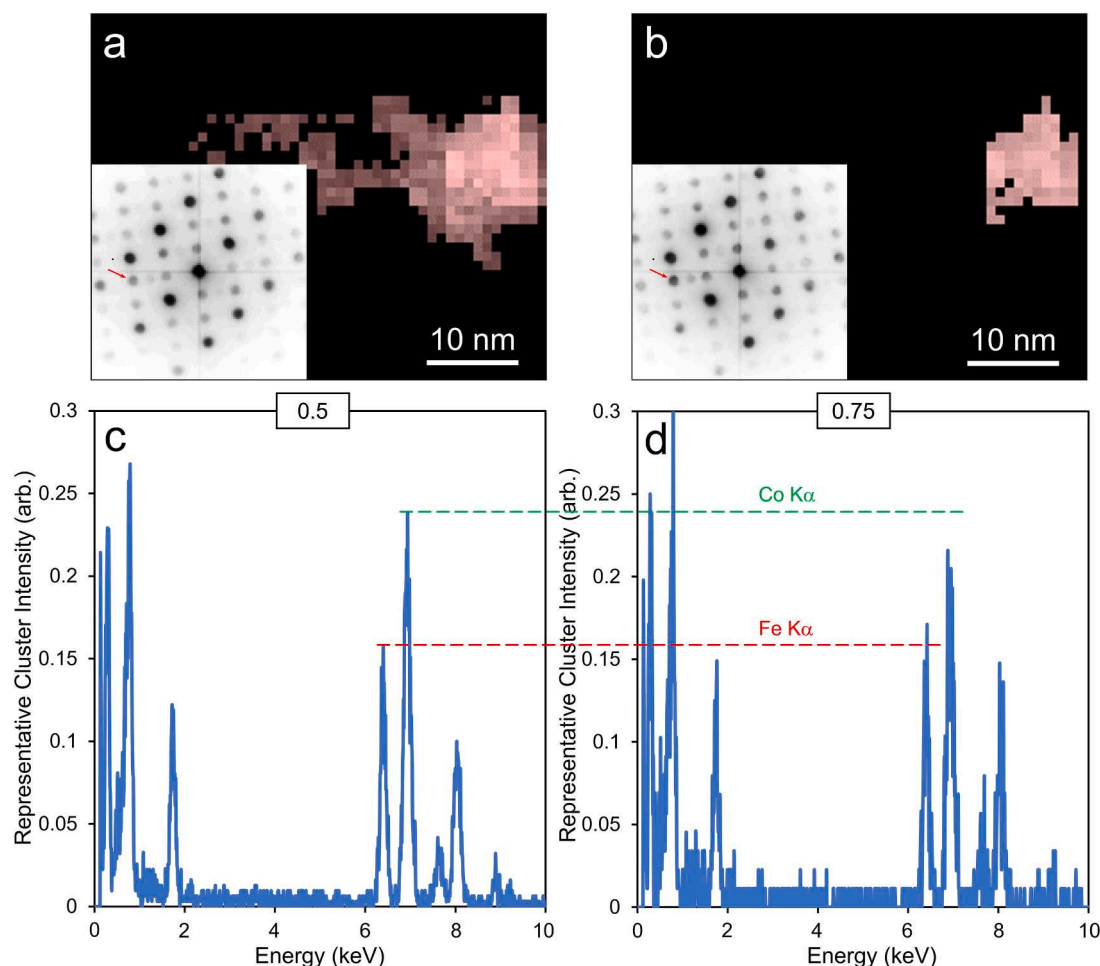 a
b
10 nm
10 nm
0.5
0.75
c
d
Representative Cluster Intensity (arb.)
0.3
0.25
0.2
0.15
0.1
0.05
0
0 2 4 6 8 10
Energy (keV)
Representative Cluster Intensity (arb.)
0.3
0.25
0.2
0.15
0.1
0.05
0
0 2 4 6 8 10
Energy (keV)
Co Kα
Fe Kα